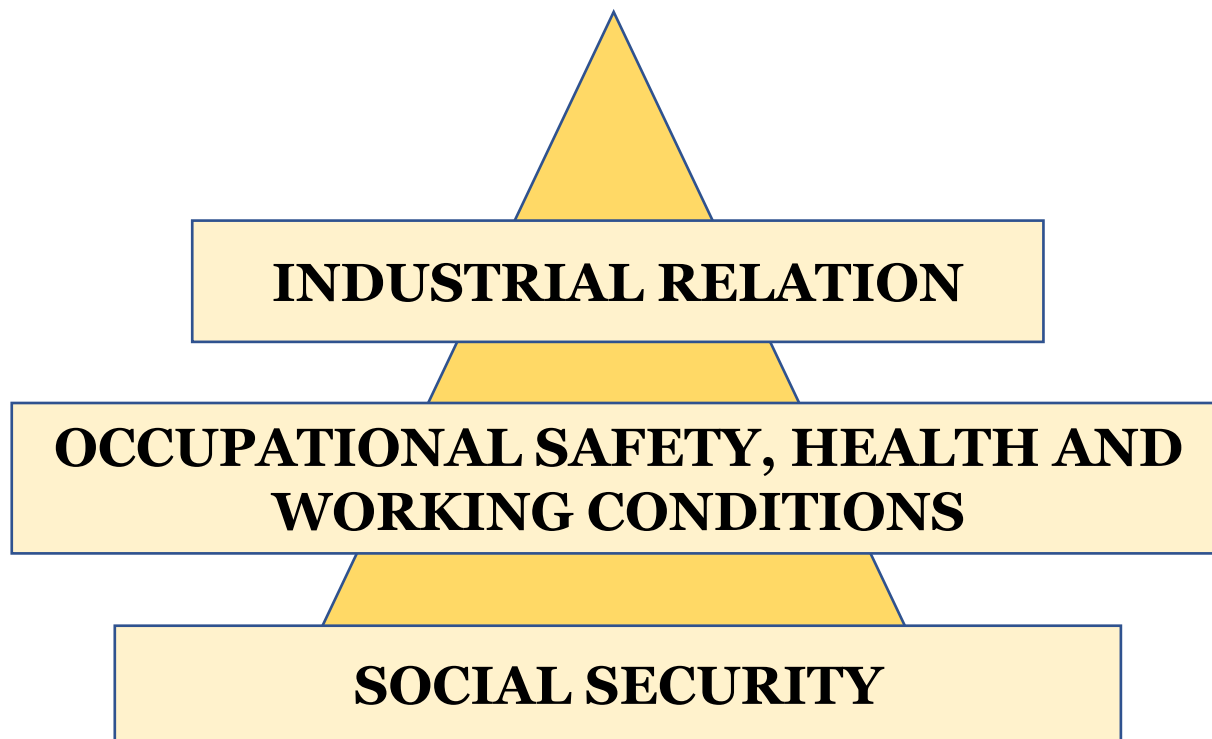 INDUSTRIAL RELATION
OCCUPATIONAL SAFETY, HEALTH AND
WORKING CONDITIONS
SOCIAL SECURITY